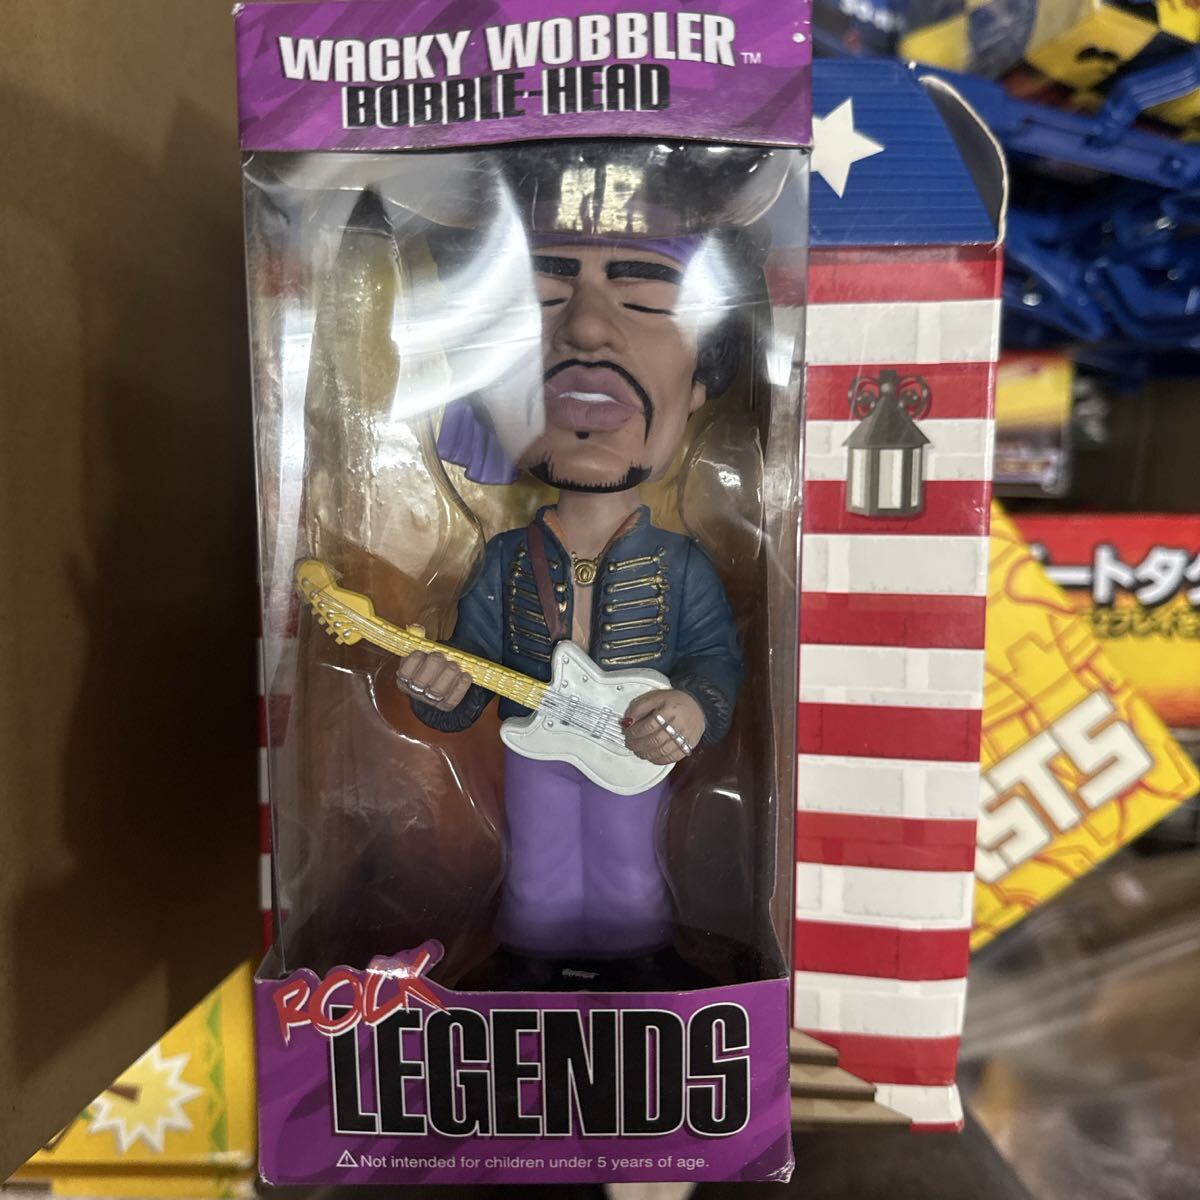 WACKY WOBBLER™
BOBBLE-HEAD
ROCK
LEGENDS
⚠Not intended for children under 5 years of age.
ートタ
STS